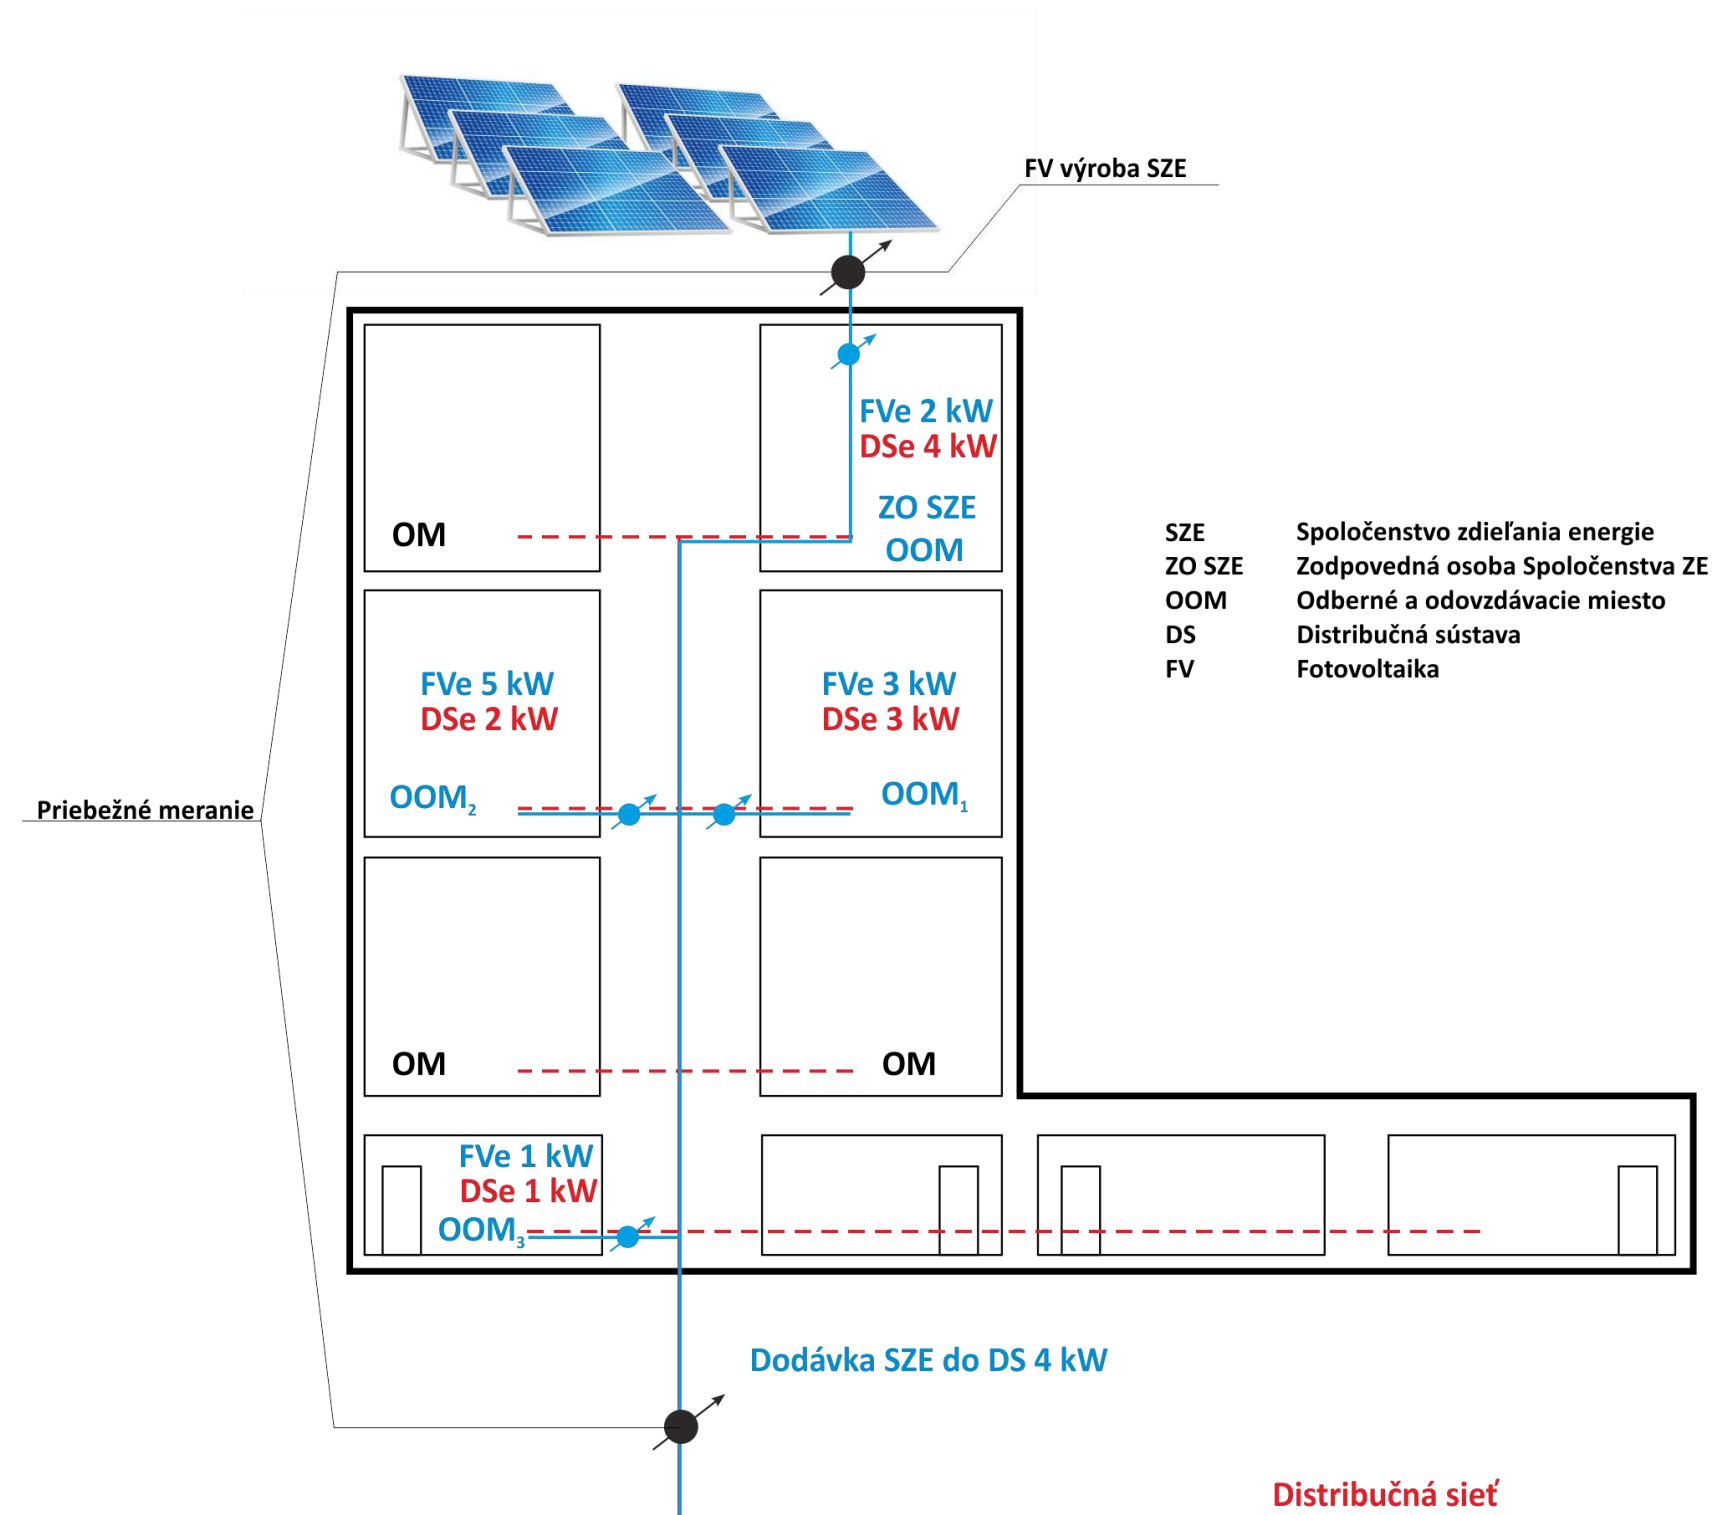 FV výroba SZE
FVe 2 kW
DSe 4 kW
ZO SZE
OOM
OM
SZE Spoločenstvo zdieľania energie
ZO SZE Zodpovedná osoba Spoločenstva ZE
OOM Odberné a odovzdávacie miesto
DS Distribučná sústava
FV Fotovoltaika
FVe 5 kW
DSe 2 kW
OOM2
FVe 3 kW
DSe 3 kW
OOM1
Priebežné meranie
OM
OM
FVe 1 kW
DSe 1 kW
OOM3
Dodávka SZE do DS 4 kW
Distribučná sieť